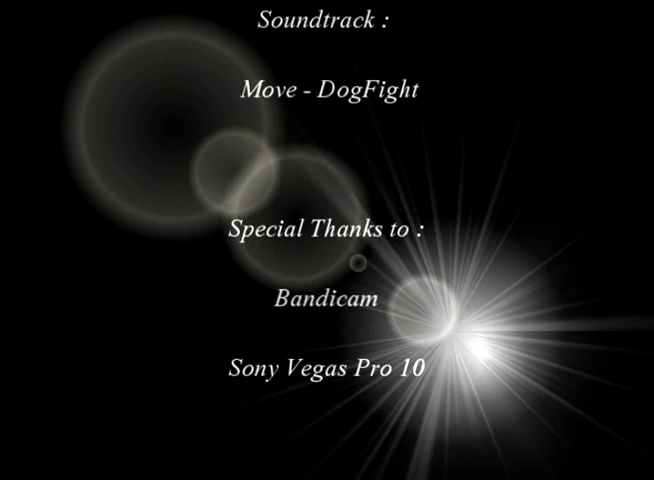 Soundtrack :
Move - DogFight
Special Thanks to :
Bandicam
Sony Vegas Pro 10